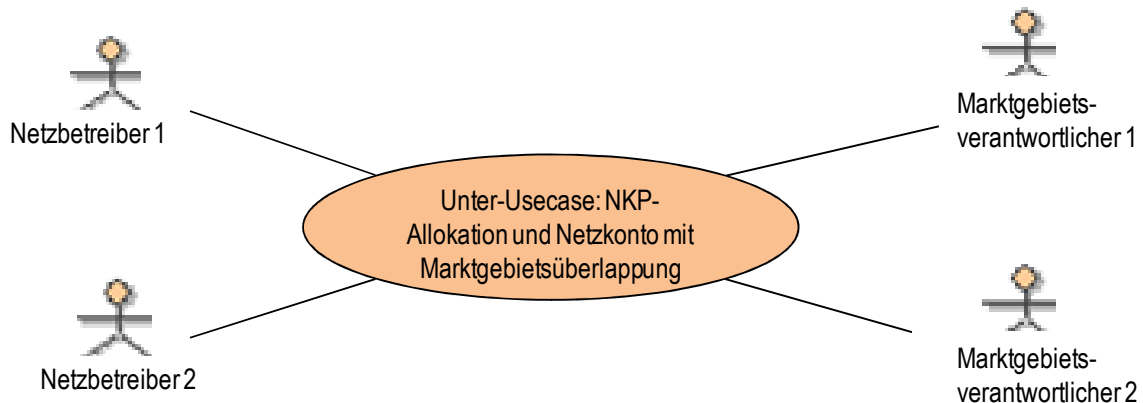 Netzbetreiber 1
Marktgebiets-
verantwortlicher 1
Unter-Usecase: NKP-
Allokation und Netzkonto mit
Marktgebietsüberlappung
Netzbetreiber 2
Marktgebiets-
verantwortlicher 2